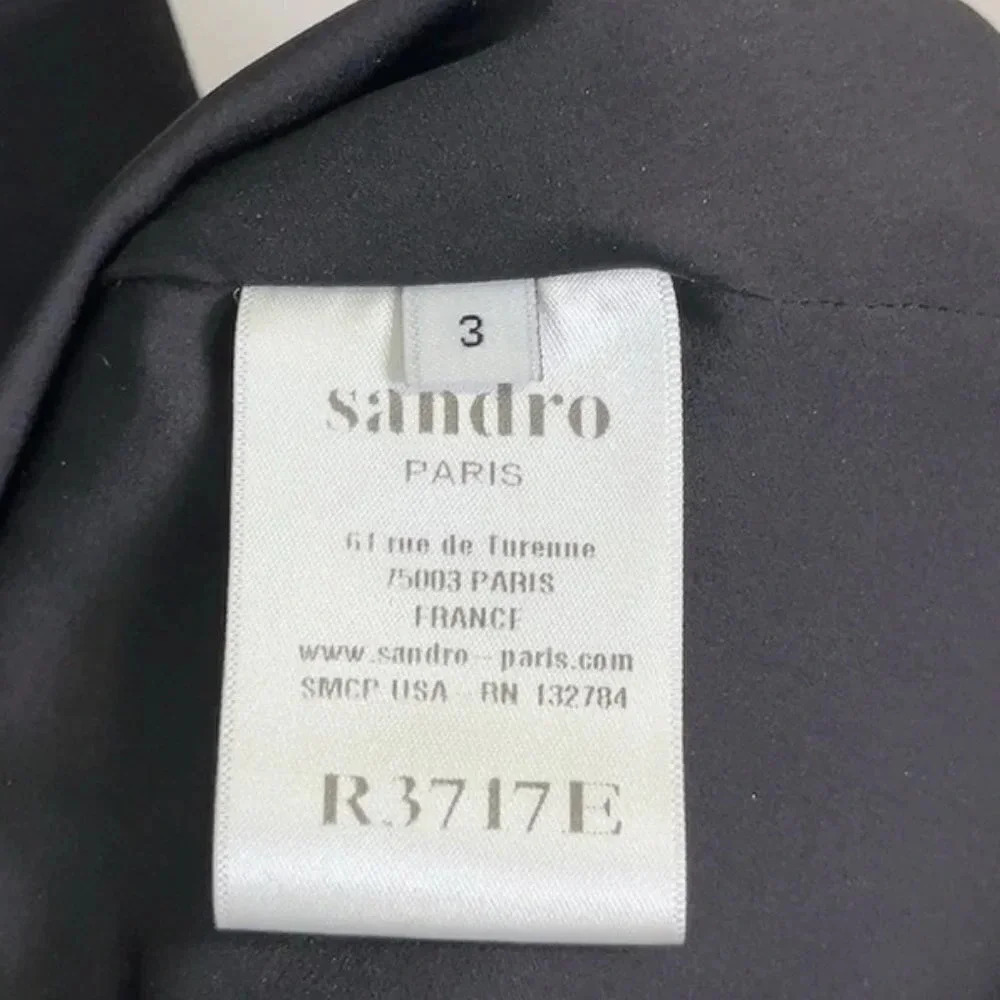 3
sandro
PARIS
61 rue de Turenne
75003 PARIS
FRANCE
www.sandro-paris.com
SMCP USA - RN 132784
R3717E